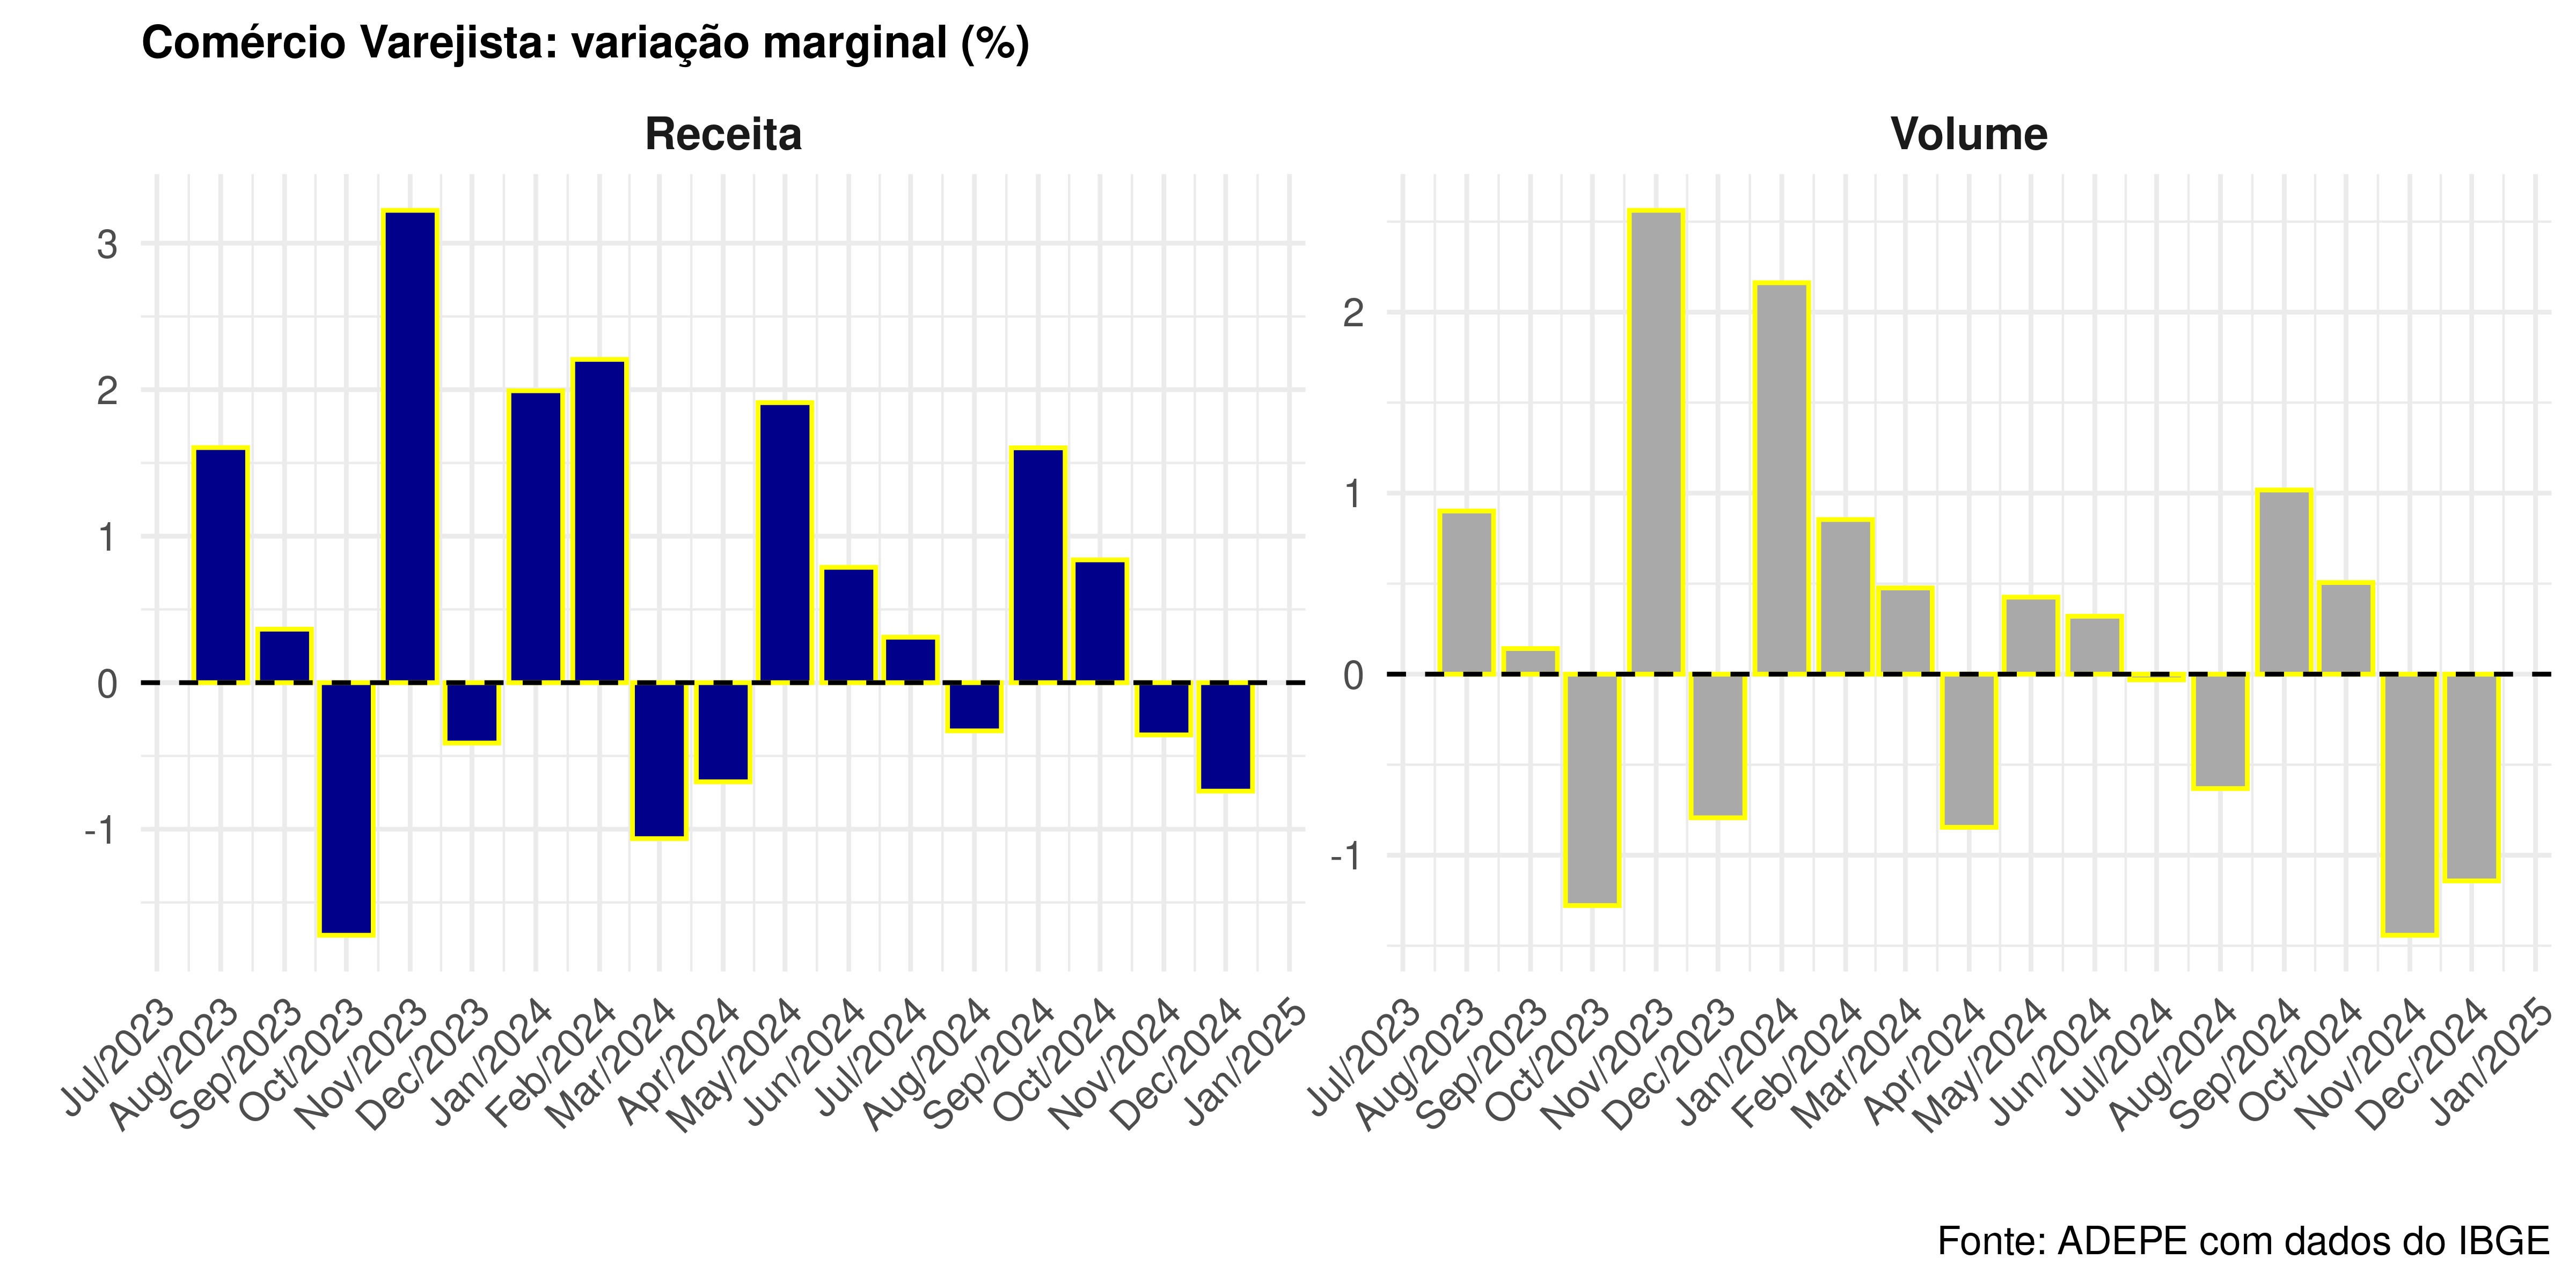 Comércio Varejista: variação marginal (%)
Receita
3
2
1
0
-1
Jul/2023
Aug/2023
Sep/2023
Oct/2023
Nov/2023
Dec/2023
Jan/2024
Feb/2024
Mar/2024
Apr/2024
May/2024
Jun/2024
Jul/2024
Aug/2024
Sep/2024
Oct/2024
Nov/2024
Dec/2024
Jan/2025
Volume
2
1
0
-1
Jul/2023
Aug/2023
Sep/2023
Oct/2023
Nov/2023
Dec/2023
Jan/2024
Feb/2024
Mar/2024
Apr/2024
May/2024
Jun/2024
Jul/2024
Aug/2024
Sep/2024
Oct/2024
Nov/2024
Dec/2024
Jan/2025
Fonte: ADEPE com dados do IBGE